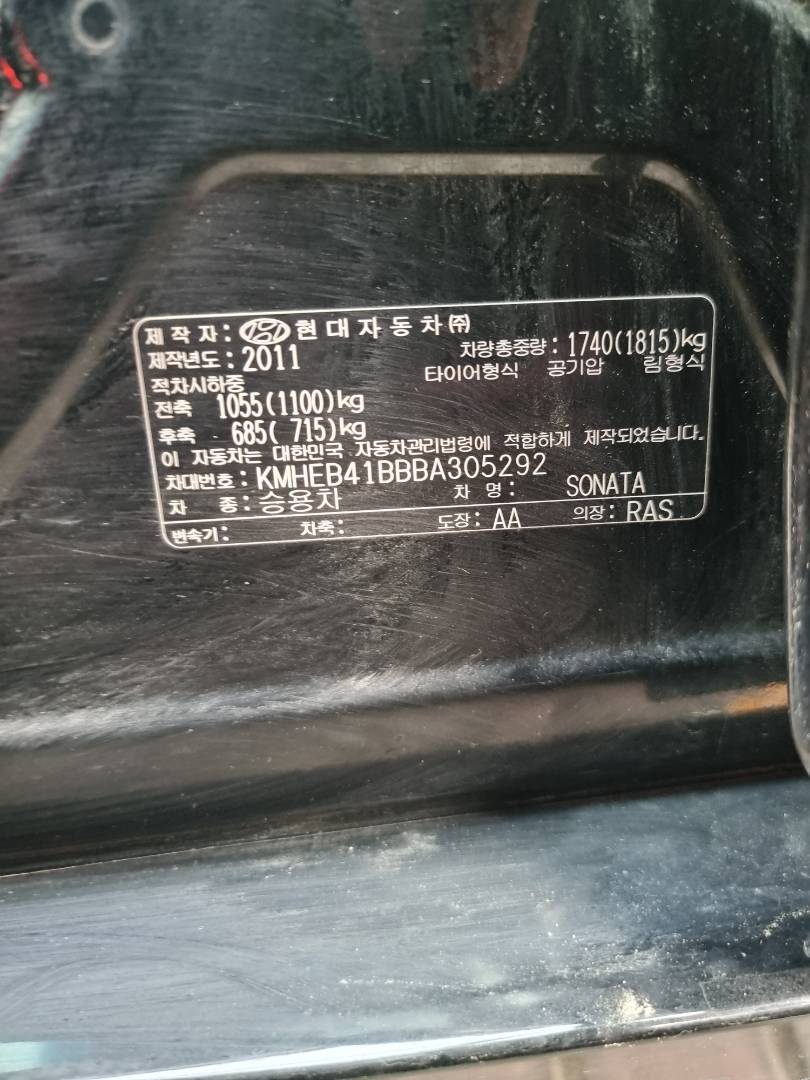 제 작 자 : 현 대 자 동 차 ㈜
제작년도 : 2011 차량총중량 : 1740(1815)kg
적차시하중 타이어형식 공기압 림형식
전축 1055(1100)kg
후축 685( 715)kg
이 자동차는 대한민국 자동차관리법령에 적합하게 제작되었습니다.
차대번호 : KMHEB41BBBA305292
차 종 : 승용차 차 명 : SONATA
변속기 : 차축 : 도장 : AA 의장 : RAS